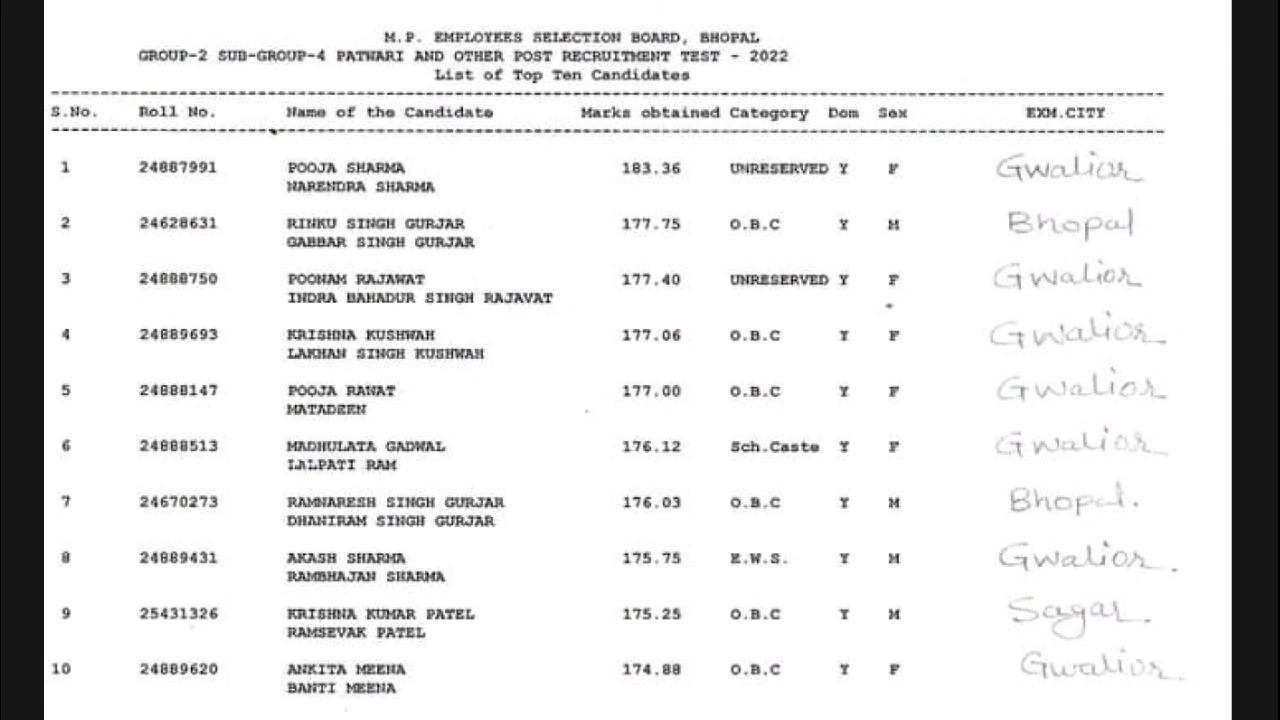 M.P. EMPLOYEES SELECTION BOARD, BHOPAL
GROUP-2 SUB-GROUP-4 PATWARI AND OTHER POST RECRUITMENT TEST - 2022
List of Top Ten Candidates
S.No. Roll No. Name of the Candidate Marks obtained Category Dom Sex EXM.CITY
1 24887991 POOJA SHARMA 183.36 UNRESERVED Y F Gwalior
NARENDRA SHARMA
2 24628631 RINKU SINGH GURJAR 177.75 O.B.C Y M Bhopal
GABBAR SINGH GURJAR
3 24888750 POONAM RAJAWAT 177.40 UNRESERVED Y F Gwalior
INDRA BAHADUR SINGH RAJAVAT
4 24889693 KRISHNA KUSHWAH 177.06 O.B.C Y F Gwalior
LAKHAN SINGH KUSHWAH
5 24888147 POOJA RAWAT 177.00 O.B.C Y F Gwalior
MATADEEN
6 24888513 MADHULATA GADWAL 176.12 Sch.Caste Y F Gwalior
LALPATI RAM
7 24670273 RAMNARESH SINGH GURJAR 176.03 O.B.C Y M Bhopal.
DHANIRAM SINGH GURJAR
8 24889431 AKASH SHARMA 175.75 E.W.S. Y M Gwalior.
RAMBHAJAN SHARMA
9 25431326 KRISHNA KUMAR PATEL 175.25 O.B.C Y M Sagar.
RAMSEVAK PATEL
10 24889620 ANKITA MEENA 174.88 O.B.C Y F Gwalior.
BANTI MEENA